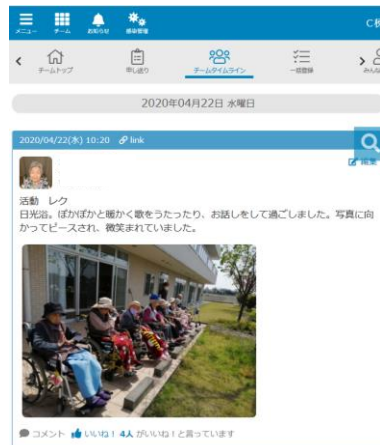 メニュー チーム お知らせ 感染管理
チームトップ 申し送り チームタイムライン 一括登録 みん
2020年04月22日 水曜日
2020/04/22(水) 10:20 link
編集
活動 レク
日光浴。ぽかぽかと暖かく歌をうたったり、お話しをして過ごしました。写真に向
かってピースされ、微笑まれていました。
コメント いいね! 4人 がいいね!と言っています